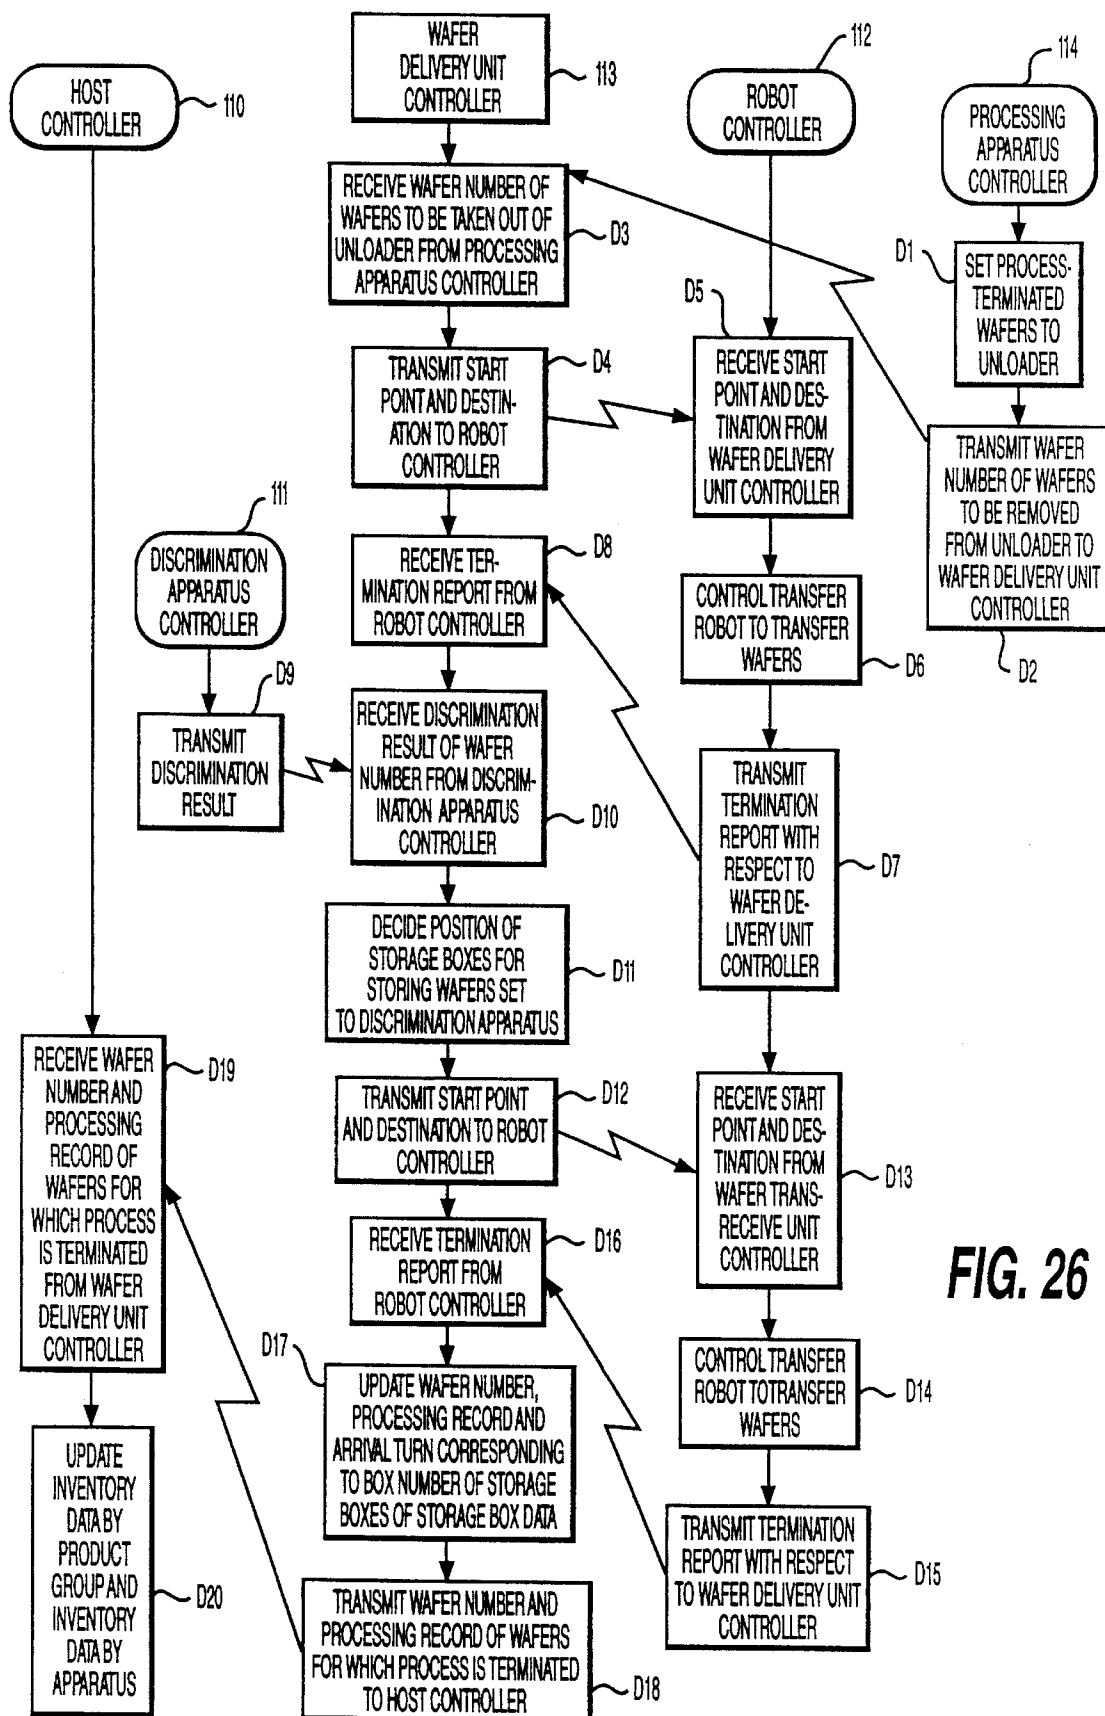 HOST
CONTROLLER
110
WAFER
DELIVERY UNIT
CONTROLLER
113
ROBOT
CONTROLLER
112
PROCESSING
APPARATUS
CONTROLLER
114
RECEIVE WAFER NUMBER OF
WAFERS TO BE TAKEN OUT OF
UNLOADER FROM PROCESSING
APPARATUS CONTROLLER
D3
D1
SET PROCESS-
TERMINATED
WAFERS TO
UNLOADER
TRANSMIT START
POINT AND DESTIN-
ATION TO ROBOT
CONTROLLER
D4
D5
RECEIVE START
POINT AND DES-
TINATION FROM
WAFER DELIVERY
UNIT CONTROLLER
TRANSMIT WAFER
NUMBER OF WAFERS
TO BE REMOVED
FROM UNLOADER TO
WAFER DELIVERY UNIT
CONTROLLER
D2
111
DISCRIMINATION
APPARATUS
CONTROLLER
RECEIVE TER-
MINATION REPORT FROM
ROBOT CONTROLLER
D8
CONTROL TRANSFER
ROBOT TO TRANSFER
WAFERS
D6
D9
TRANSMIT
DISCRIMINATION
RESULT
RECEIVE DISCRIMINATION
RESULT OF WAFER
NUMBER FROM DISCRIM-
INATION APPARATUS
CONTROLLER
D10
TRANSMIT
TERMINATION
REPORT WITH
RESPECT TO
WAFER DE-
LIVERY UNIT
CONTROLLER
D7
DECIDE POSITION OF
STORAGE BOXES FOR
STORING WAFERS SET
TO DISCRIMINATION APPARATUS
D11
RECEIVE WAFER
NUMBER AND
PROCESSING
RECORD OF
WAFERS FOR
WHICH PROCESS
IS TERMINATED
FROM WAFER
DELIVERY UNIT
CONTROLLER
D19
TRANSMIT START POINT
AND DESTINATION TO ROBOT
CONTROLLER
D12
RECEIVE START
POINT AND DES-
TINATION FROM
WAFER TRANS-
RECEIVE UNIT
CONTROLLER
D13
RECEIVE TERMINATION
REPORT FROM
ROBOT CONTROLLER
D16
FIG. 26
D17
UPDATE WAFER NUMBER,
PROCESSING RECORD AND
ARRIVAL TURN CORRESPONDING
TO BOX NUMBER OF STORAGE
BOXES OF STORAGE BOX DATA
CONTROL TRANSFER
ROBOT TOTRANSFER
WAFERS
D14
UPDATE
INVENTORY
DATA BY
PRODUCT
GROUP AND
INVENTORY
DATA BY
APPARATUS
D20
TRANSMIT TERMINATION
REPORT WITH RESPECT
TO WAFER DELIVERY UNIT
CONTROLLER
D15
TRANSMIT WAFER NUMBER AND
PROCESSING RECORD OF WAFERS
FOR WHICH PROCESS IS TERMINATED
TO HOST CONTROLLER
D18